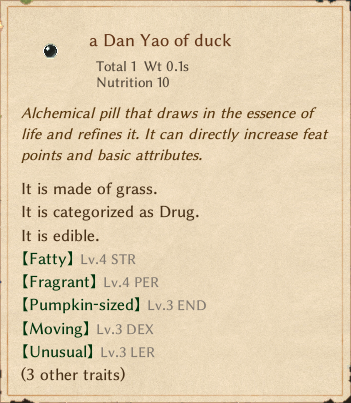 a Dan Yao of duck
Total 1 Wt 0.1s
Nutrition 10
Alchemical pill that draws in the essence of
life and refines it. It can directly increase feat
points and basic attributes.
It is made of grass.
It is categorized as Drug.
It is edible.
【Fatty】 Lv.4 STR
【Fragrant】 Lv.4 PER
【Pumpkin-sized】 Lv.3 END
【Moving】 Lv.3 DEX
【Unusual】 Lv.3 LER
(3 other traits)